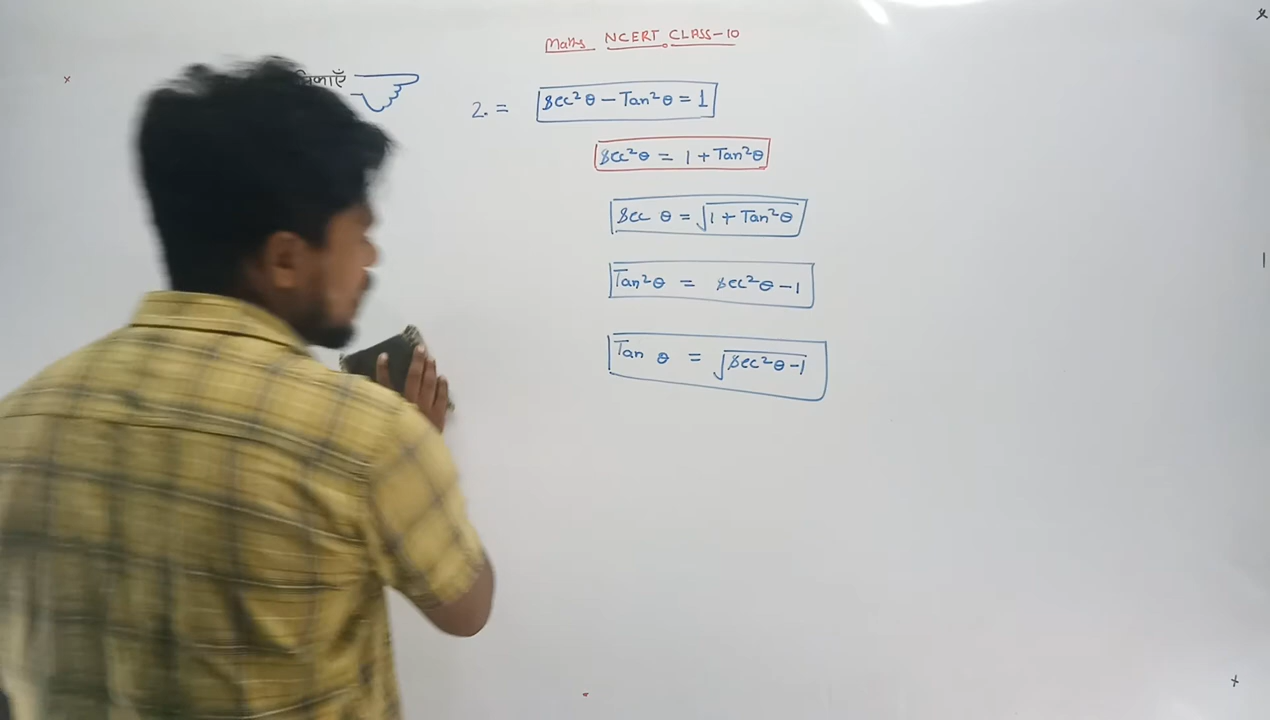 Maths NCERT CLASS-10
2. = Sec²θ - Tan²θ = 1
Sec²θ = 1 + Tan²θ
Sec θ = √1 + Tan²θ
Tan²θ = Sec²θ - 1
Tan θ = √Sec²θ - 1